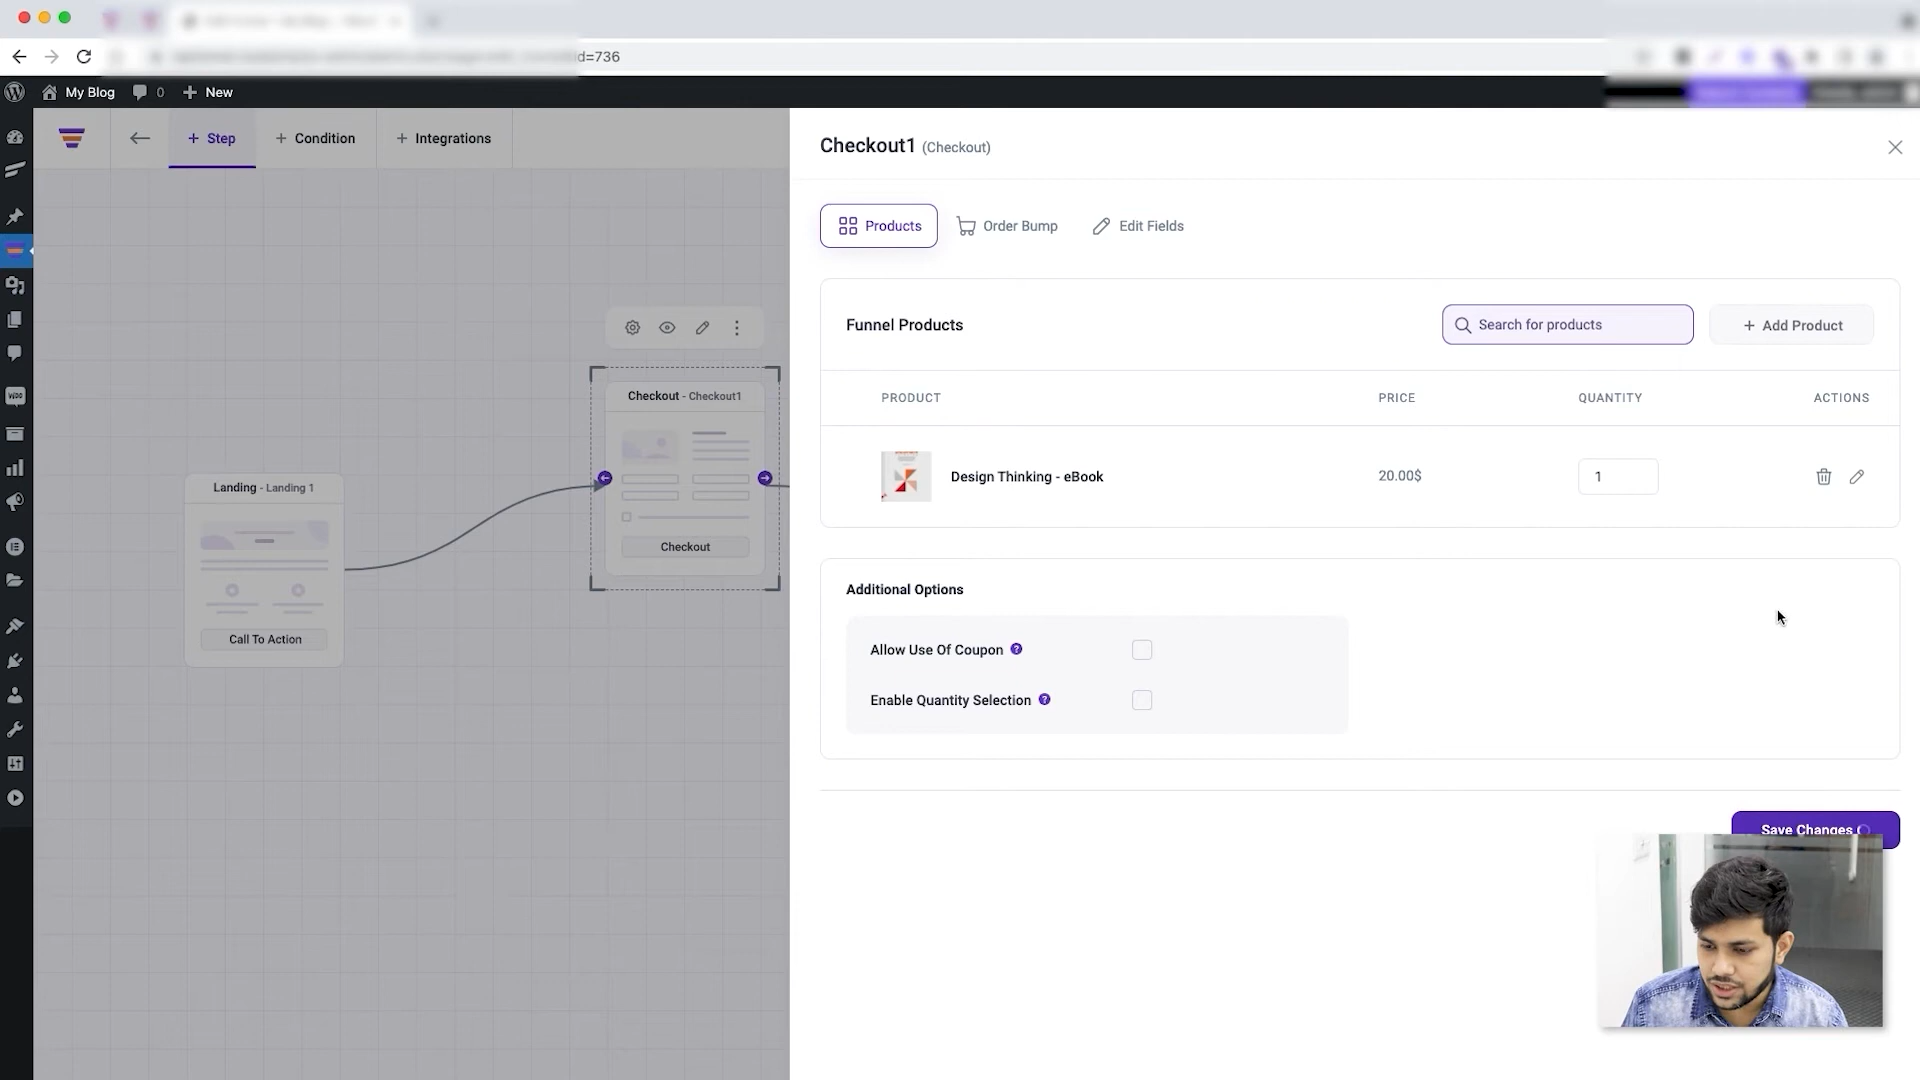 d=736
My Blog 0 + New
+ Step + Condition + Integrations
Checkout1 (Checkout)
Products Order Bump Edit Fields
Funnel Products Search for products + Add Product
PRODUCT PRICE QUANTITY ACTIONS
Design Thinking - eBook 20.00$ 1
Checkout - Checkout1
Checkout
Landing - Landing 1
Call To Action
Additional Options
Allow Use Of Coupon ?
Enable Quantity Selection ?
Save Changes